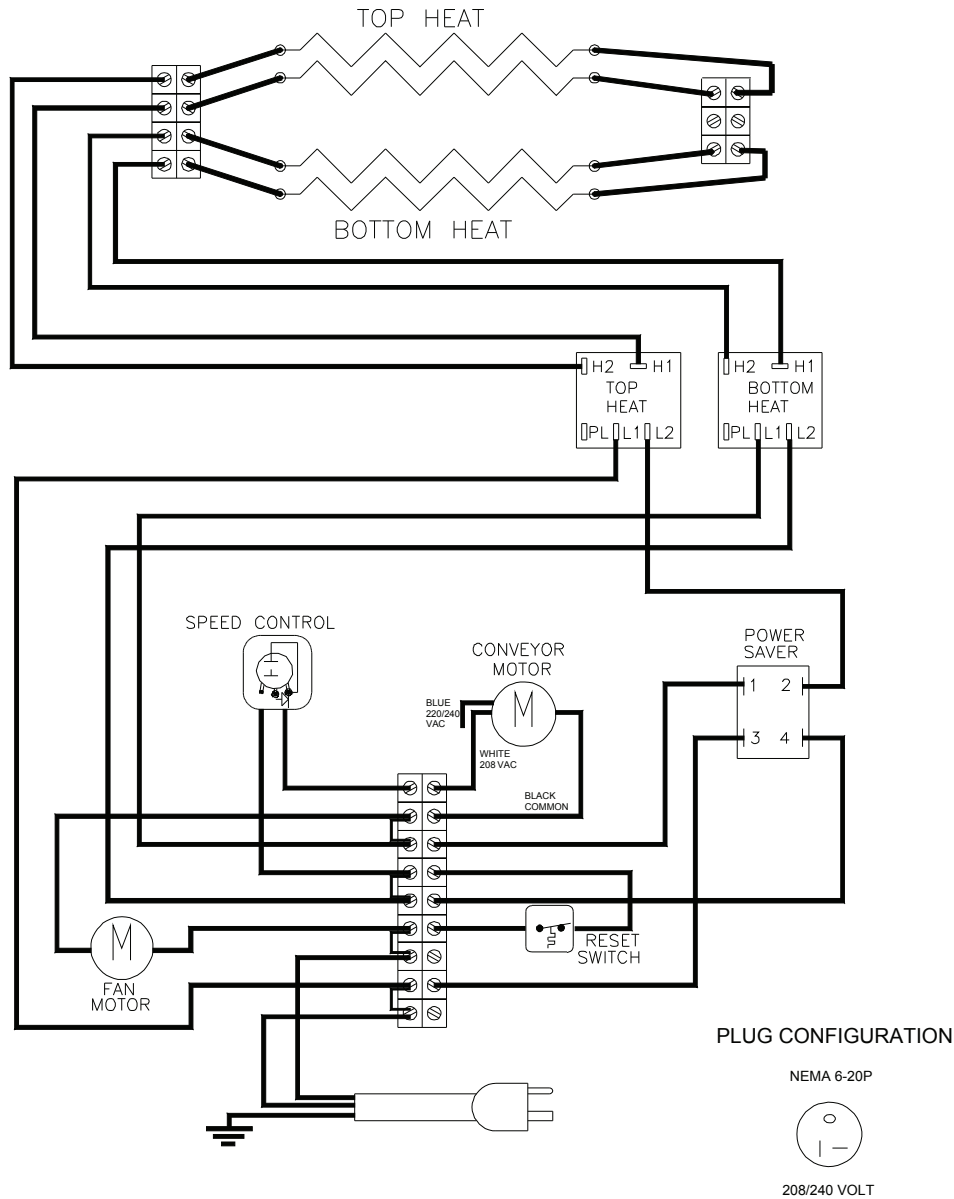 TOP HEAT
BOTTOM HEAT
H2 H1
TOP
HEAT
PL L1 L2
H2 H1
BOTTOM
HEAT
PL L1 L2
SPEED CONTROL
CONVEYOR
MOTOR
M
BLUE
220/240
VAC
WHITE
208 VAC
BLACK
COMMON
POWER
SAVER
1 2
3 4
M
FAN
MOTOR
RESET
SWITCH
PLUG CONFIGURATION
NEMA 6-20P
208/240 VOLT